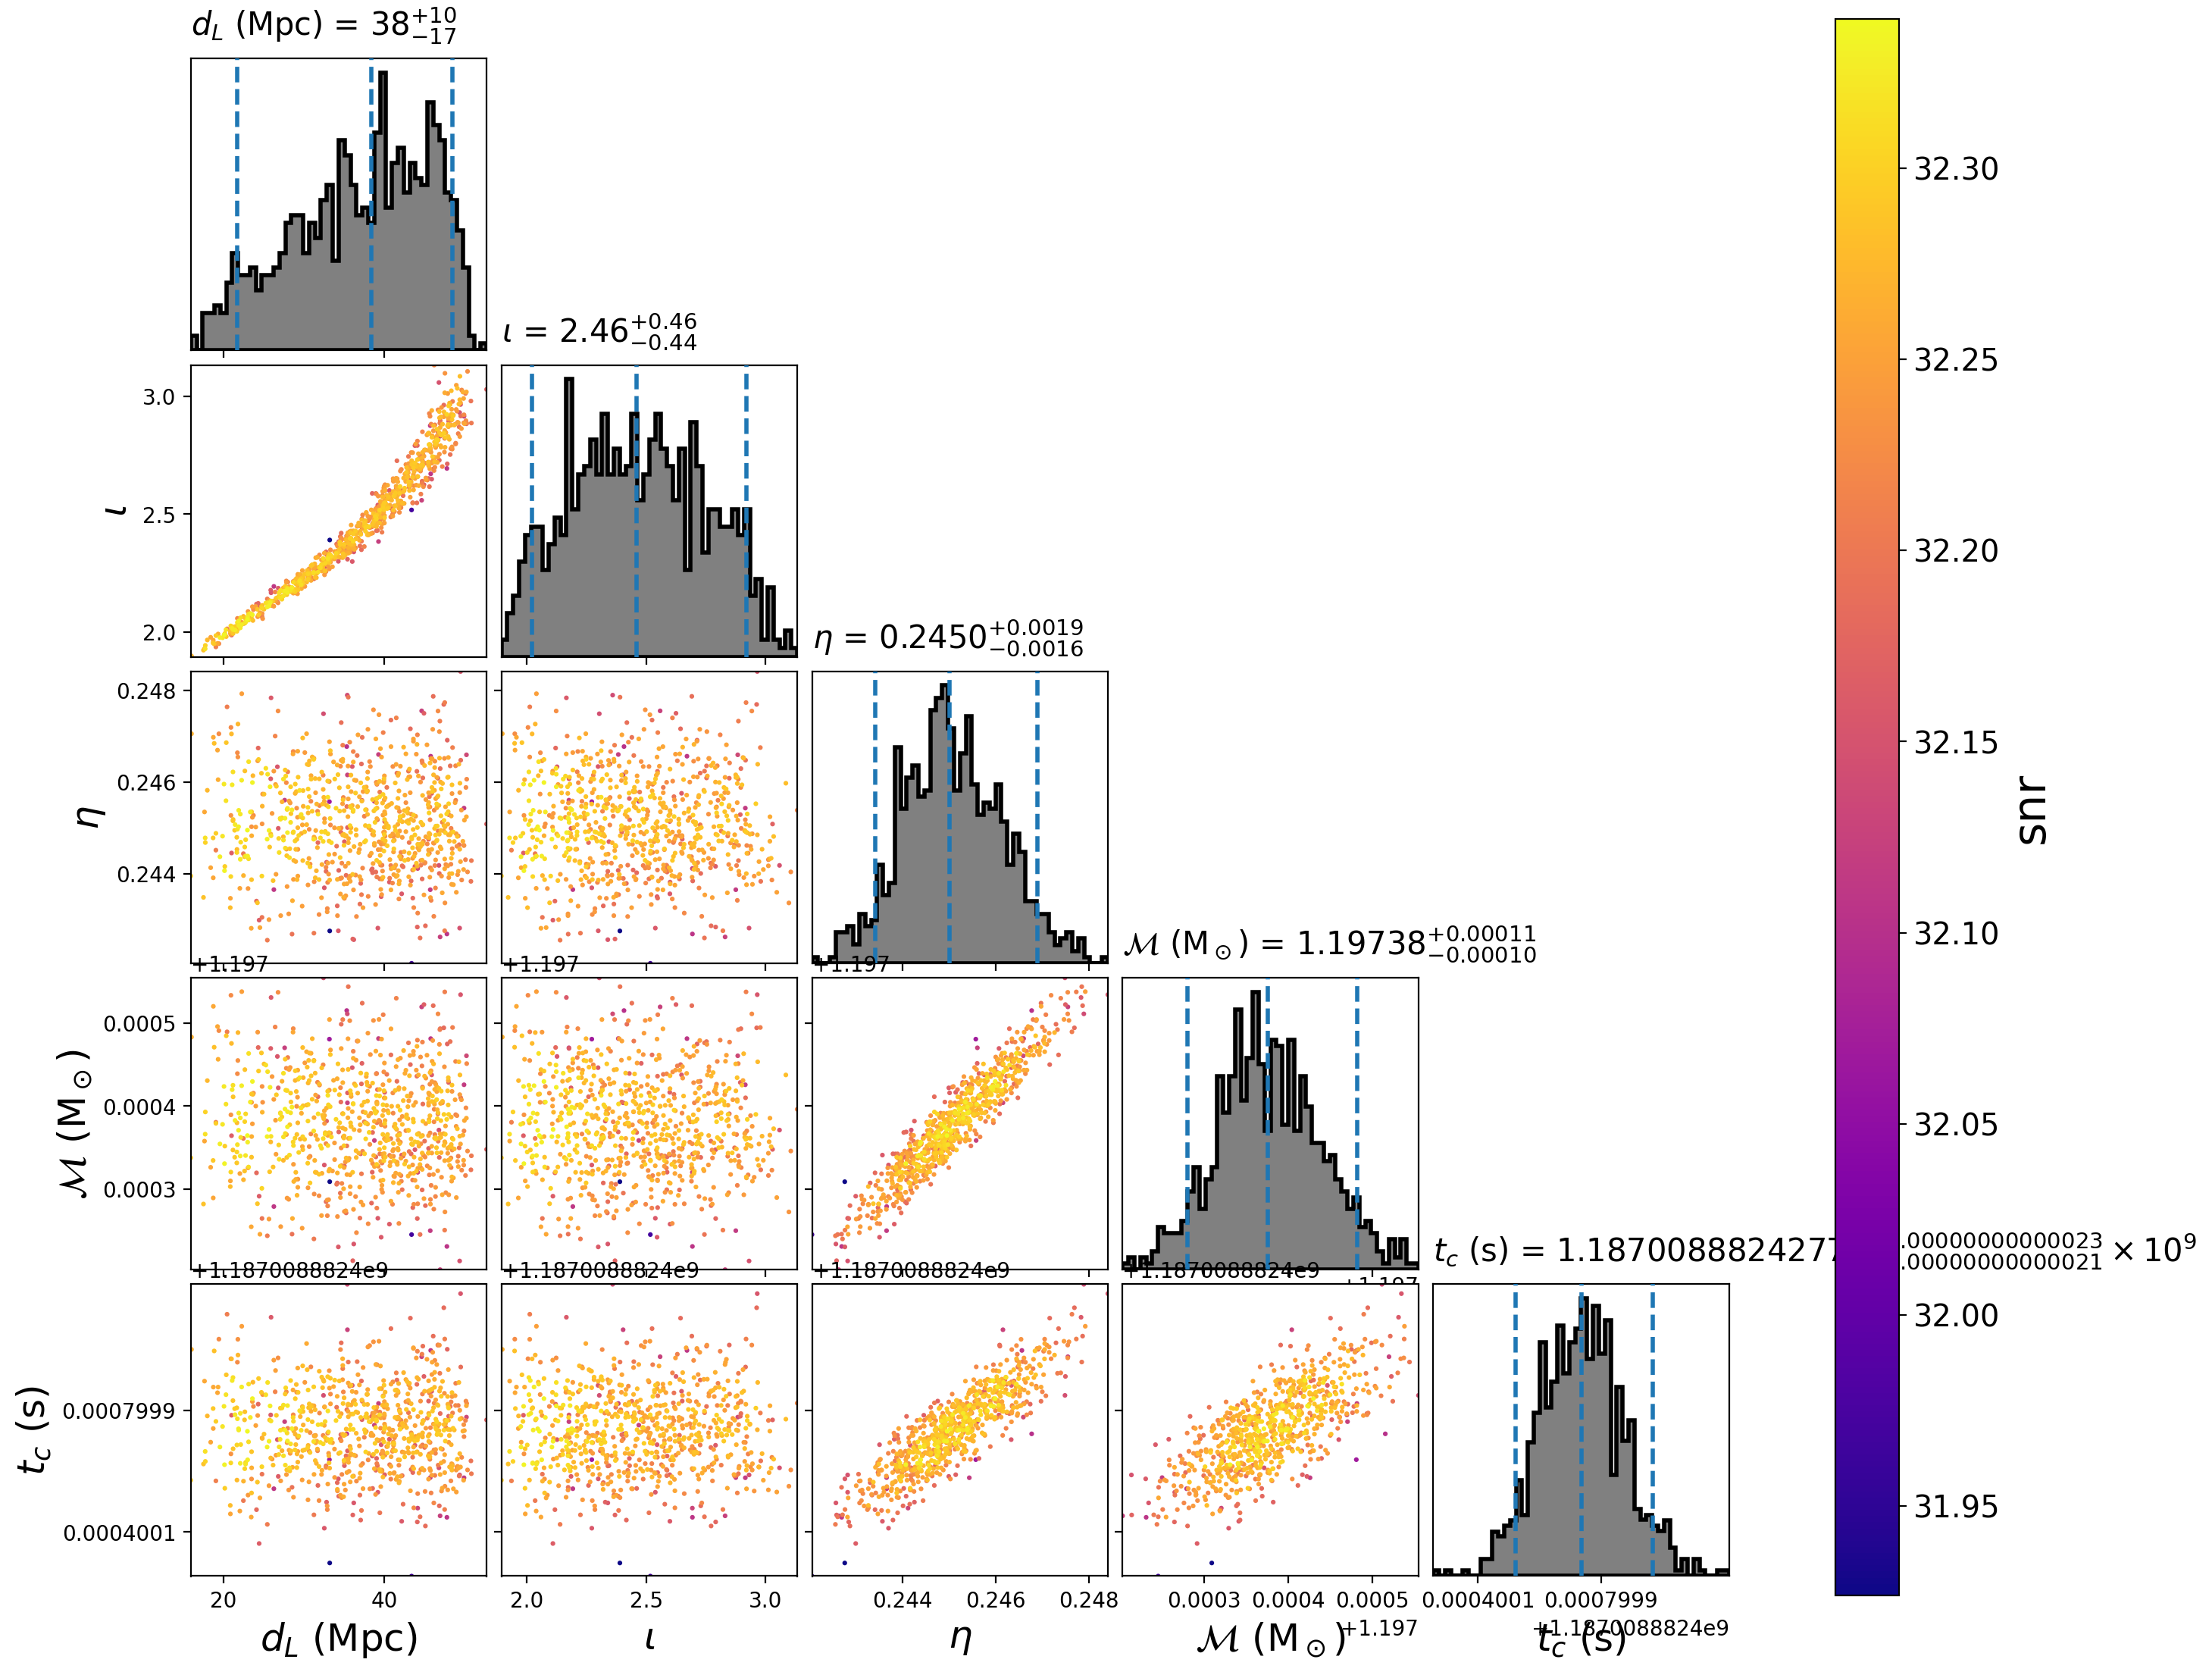 d_L (Mpc) = 38^{+10}_{-17}
ι = 2.46^{+0.46}_{-0.44}
3.0
2.5
2.0
ι
η = 0.2450^{+0.0019}_{-0.0016}
0.248
0.246
0.244
η
ℳ (M_⊙) = 1.19738^{+0.00011}_{-0.00010}
+1.197 +1.197 +1.197
0.0005
0.0004
0.0003
ℳ (M_⊙)
t_c (s) = 1.1870088824277 .00000000000023 .00000000000021 × 10^9
+1.1870088824e9 +1.1870088824e9 +1.1870088824e9 +1.1870088824e9
+1.197
0.0007999
0.0004001
t_c (s)
20 40 2.0 2.5 3.0 0.244 0.246 0.248 0.0003 0.0004 0.0005 0.0004001 0.0007999
+1.197 +1.1870088824e9
d_L (Mpc) ι η ℳ (M_⊙) t_c (s)
32.30
32.25
32.20
32.15
32.10
32.05
32.00
31.95
snr